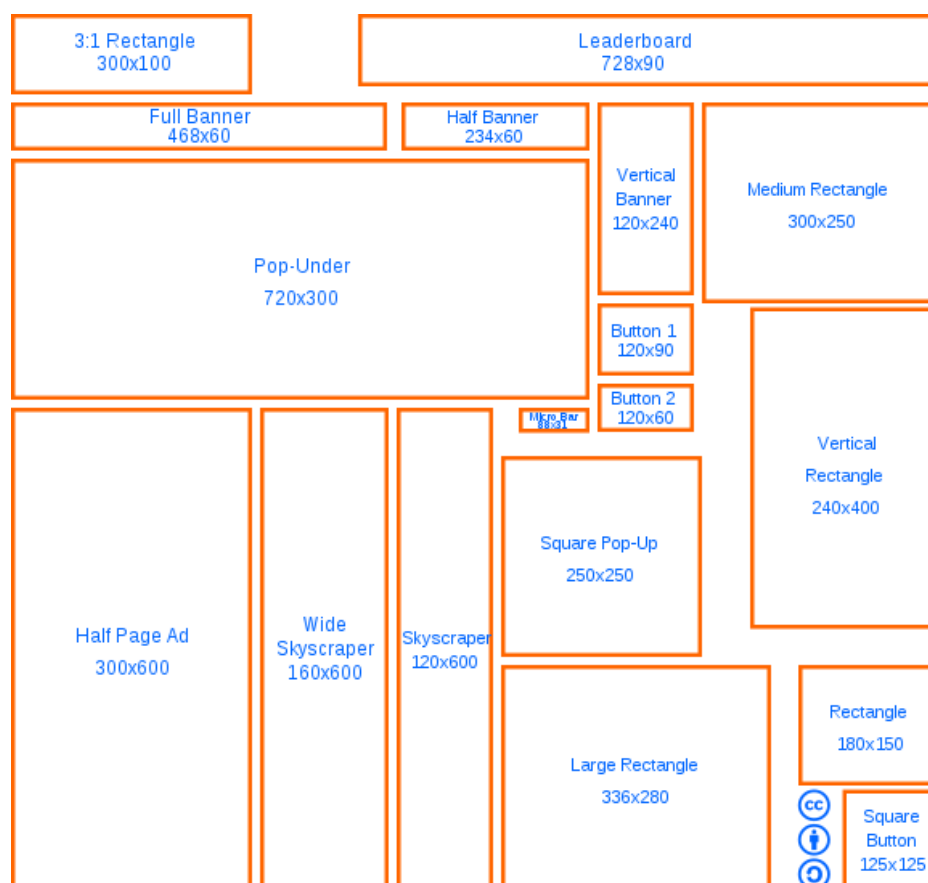 3:1 Rectangle
300x100
Leaderboard
728x90
Full Banner
468x60
Half Banner
234x60
Vertical
Banner
120x240
Medium Rectangle
300x250
Pop-Under
720x300
Button 1
120x90
Button 2
120x60
Micro Bar
88x31
Vertical
Rectangle
240x400
Square Pop-Up
250x250
Half Page Ad
300x600
Wide
Skyscraper
160x600
Skyscraper
120x600
Rectangle
180x150
Large Rectangle
336x280
cc
Square
Button
125x125